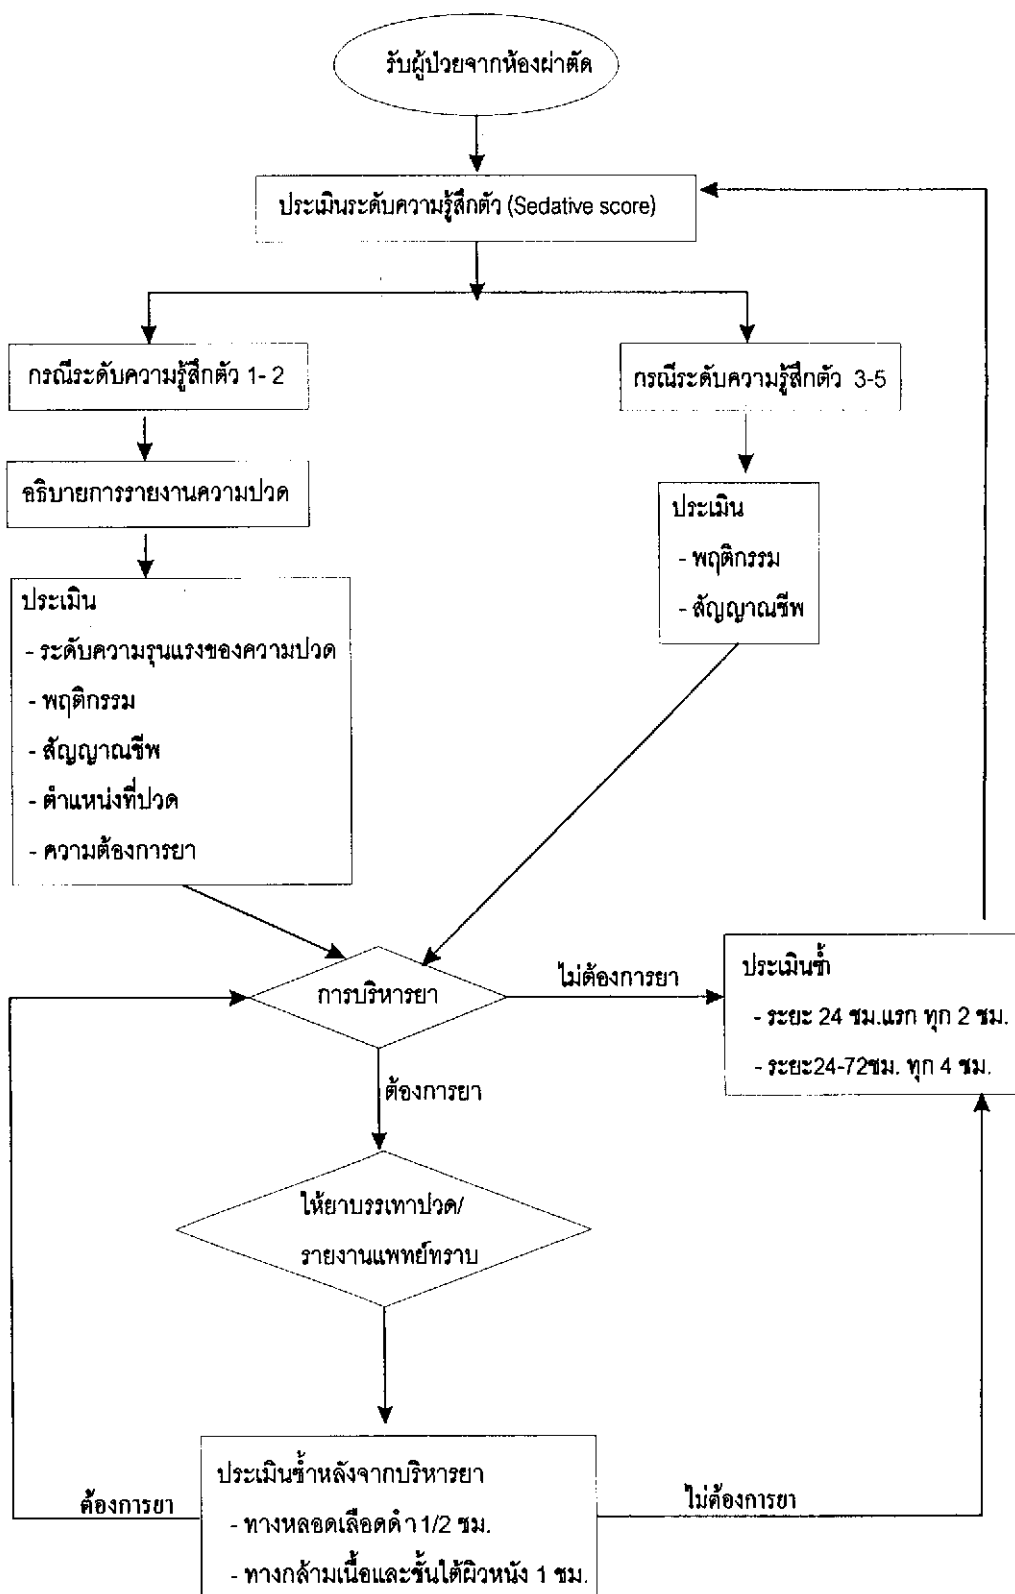 รับผู้ป่วยจากห้องผ่าตัด
ประเมินระดับความรู้สึกตัว (Sedative score)
กรณีระดับความรู้สึกตัว 1- 2
กรณีระดับความรู้สึกตัว 3-5
อธิบายการรายงานความปวด
ประเมิน
- พฤติกรรม
- สัญญาณชีพ
ประเมิน
- ระดับความรุนแรงของความปวด
- พฤติกรรม
- สัญญาณชีพ
- ตำแหน่งที่ปวด
- ความต้องการยา
การบริหารยา
ไม่ต้องการยา
ประเมินซ้ำ
- ระยะ 24 ชม.แรก ทุก 2 ชม.
- ระยะ24-72ชม. ทุก 4 ชม.
ต้องการยา
ให้ยาบรรเทาปวด/
รายงานแพทย์ทราบ
ประเมินซ้ำหลังจากบริหารยา
- ทางหลอดเลือดดำ 1/2 ชม.
- ทางกล้ามเนื้อและชั้นใต้ผิวหนัง 1 ชม.
ต้องการยา
ไม่ต้องการยา